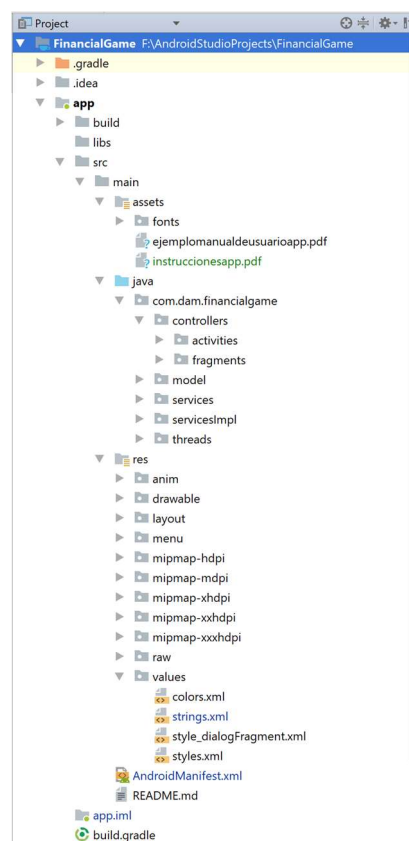 Project
FinancialGame F:\AndroidStudioProjects\FinancialGame
.gradle
.idea
app
build
libs
src
main
assets
fonts
ejemplomanualdeusuarioapp.pdf
instruccionesapp.pdf
java
com.dam.financialgame
controllers
activities
fragments
model
services
servicesImpl
threads
res
anim
drawable
layout
menu
mipmap-hdpi
mipmap-mdpi
mipmap-xhdpi
mipmap-xxhdpi
mipmap-xxxhdpi
raw
values
colors.xml
strings.xml
style_dialogFragment.xml
styles.xml
AndroidManifest.xml
README.md
app.iml
build.gradle